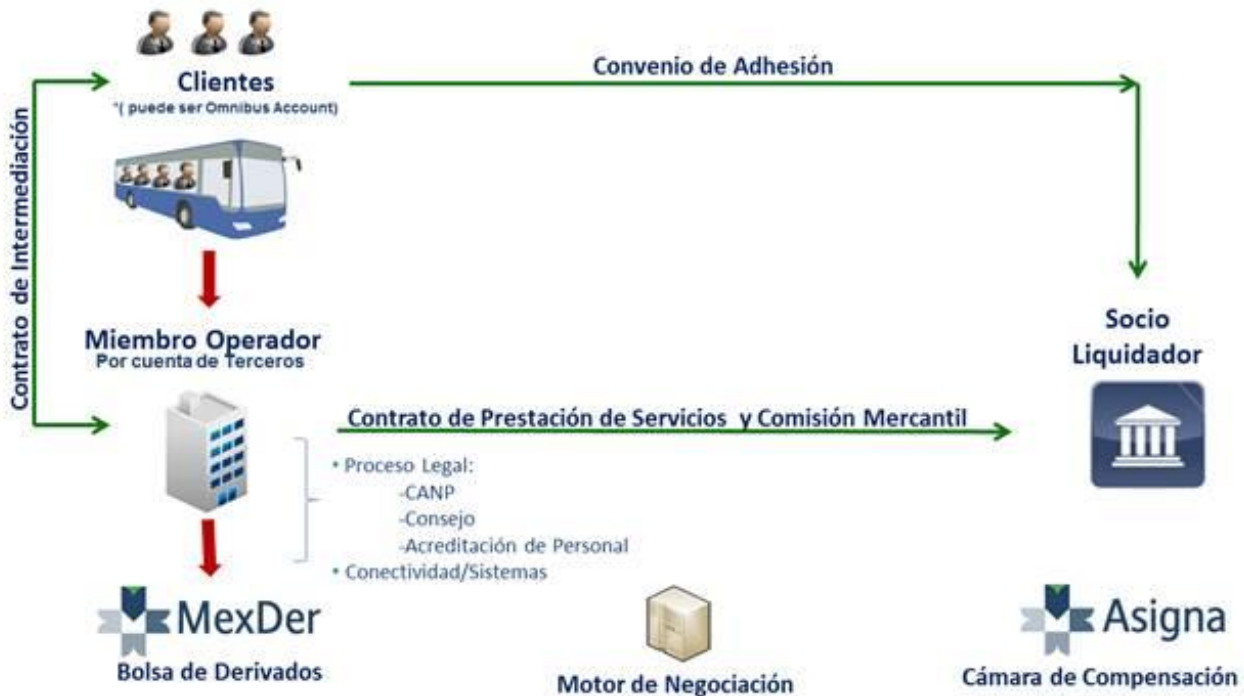 Clientes
*( puede ser Omnibus Account)
Convenio de Adhesión
Contrato de Intermediación
Miembro Operador
Por cuenta de Terceros
Socio
Liquidador
Contrato de Prestación de Servicios y Comisión Mercantil
• Proceso Legal:
-CANP
-Consejo
-Acreditación de Personal
• Conectividad/Sistemas
MexDer
Bolsa de Derivados
Motor de Negociación
Asigna
Cámara de Compensación